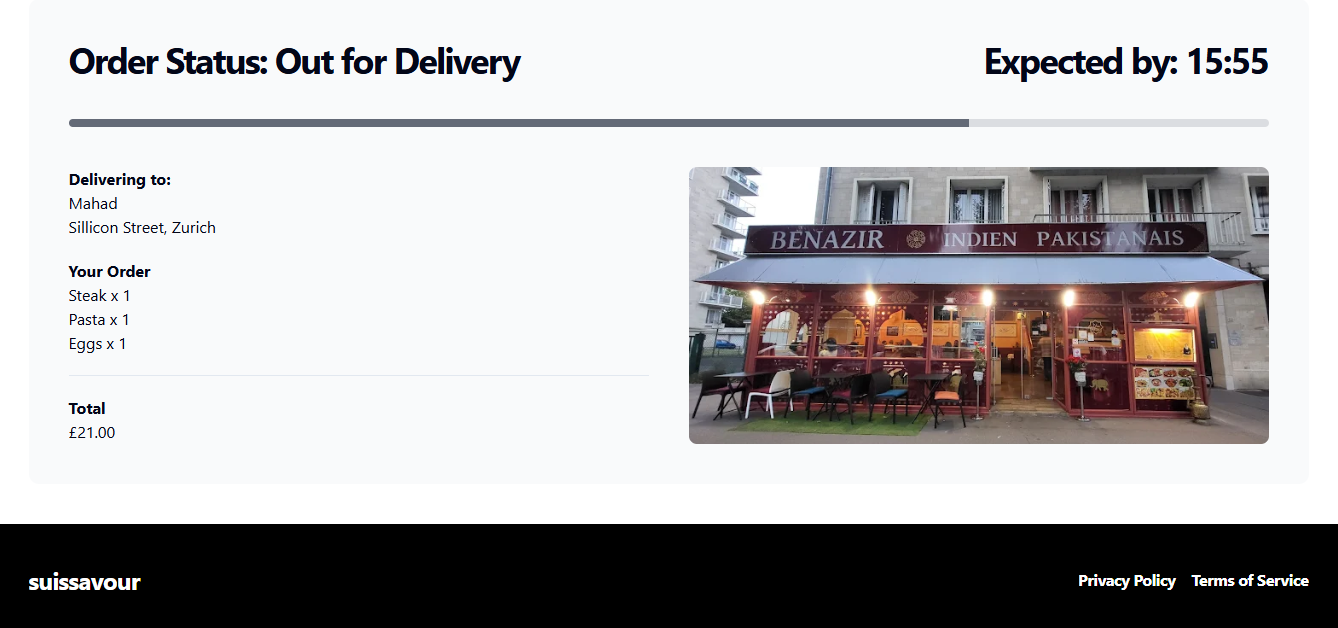 Order Status: Out for Delivery
Expected by: 15:55
Delivering to:
Mahad
Sillicon Street, Zurich
Your Order
Steak x 1
Pasta x 1
Eggs x 1
Total
£21.00
BENAZIR INDIEN PAKISTANAIS
suissavour
Privacy Policy Terms of Service